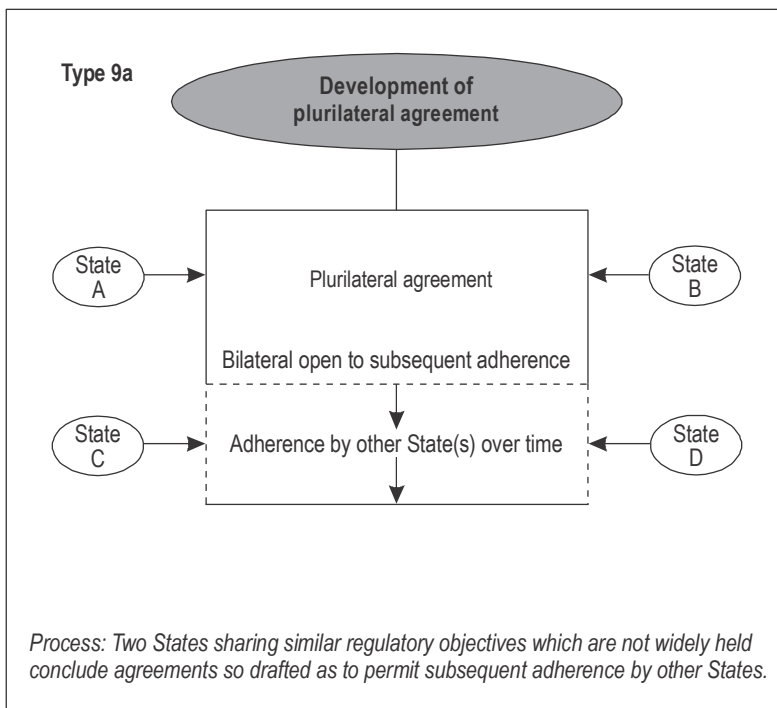 Type 9a
Development of
plurilateral agreement
State
A
Plurilateral agreement
State
B
Bilateral open to subsequent adherence
State
C
Adherence by other State(s) over time
State
D
Process: Two States sharing similar regulatory objectives which are not widely held
conclude agreements so drafted as to permit subsequent adherence by other States.